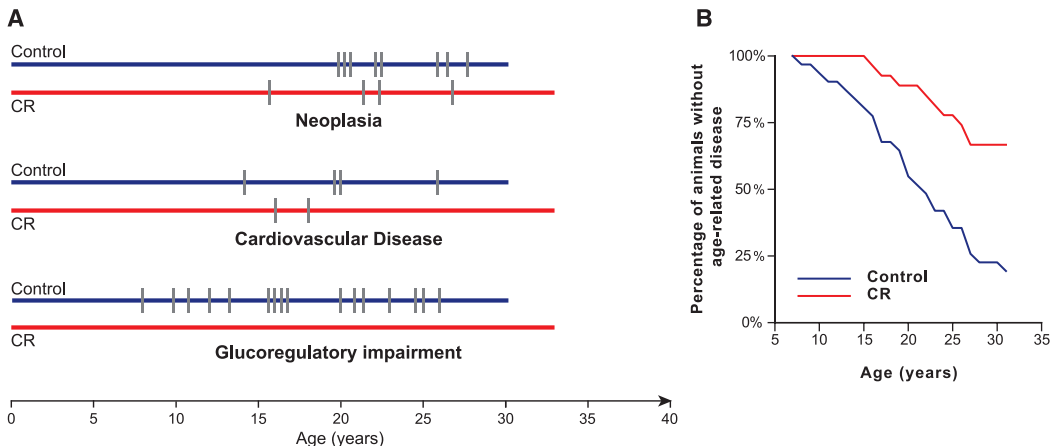 A
Control
CR
Neoplasia
Control
CR
Cardiovascular Disease
Control
CR
Glucoregulatory impairment
0 5 10 15 20 25 30 35 40
Age (years)
B
Percentage of animals without
age-related disease
100%
75%
50%
25%
0%
Control
CR
5 10 15 20 25 30 35
Age (years)